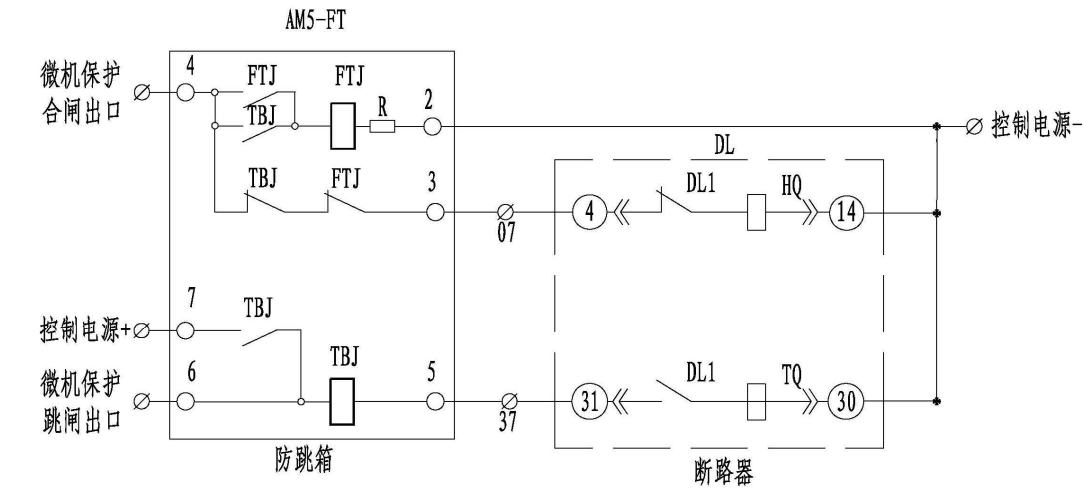 AM5-FT
微机保护
合闸出口
4
FTJ
FTJ
TBJ
R
2
控制电源-
TBJ
FTJ
3
07
DL
4
DL1
HQ
14
控制电源+
7
TBJ
微机保护
跳闸出口
6
TBJ
5
37
31
DL1
TQ
30
防跳箱
断路器